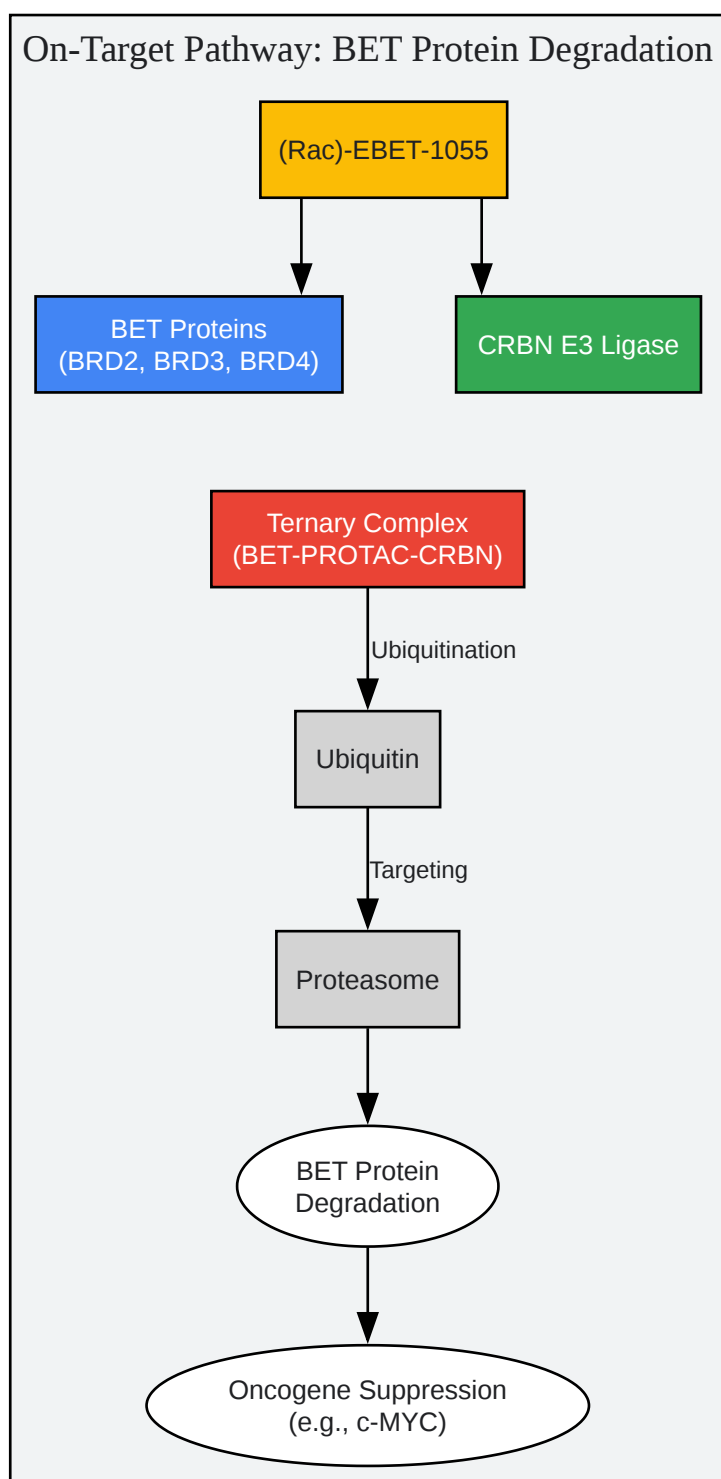 On-Target Pathway: BET Protein Degradation
(Rac)-EBET-1055
BET Proteins
(BRD2, BRD3, BRD4)
CRBN E3 Ligase
Ternary Complex
(BET-PROTAC-CRBN)
Ubiquitination
Ubiquitin
Targeting
Proteasome
BET Protein
Degradation
Oncogene Suppression
(e.g., c-MYC)